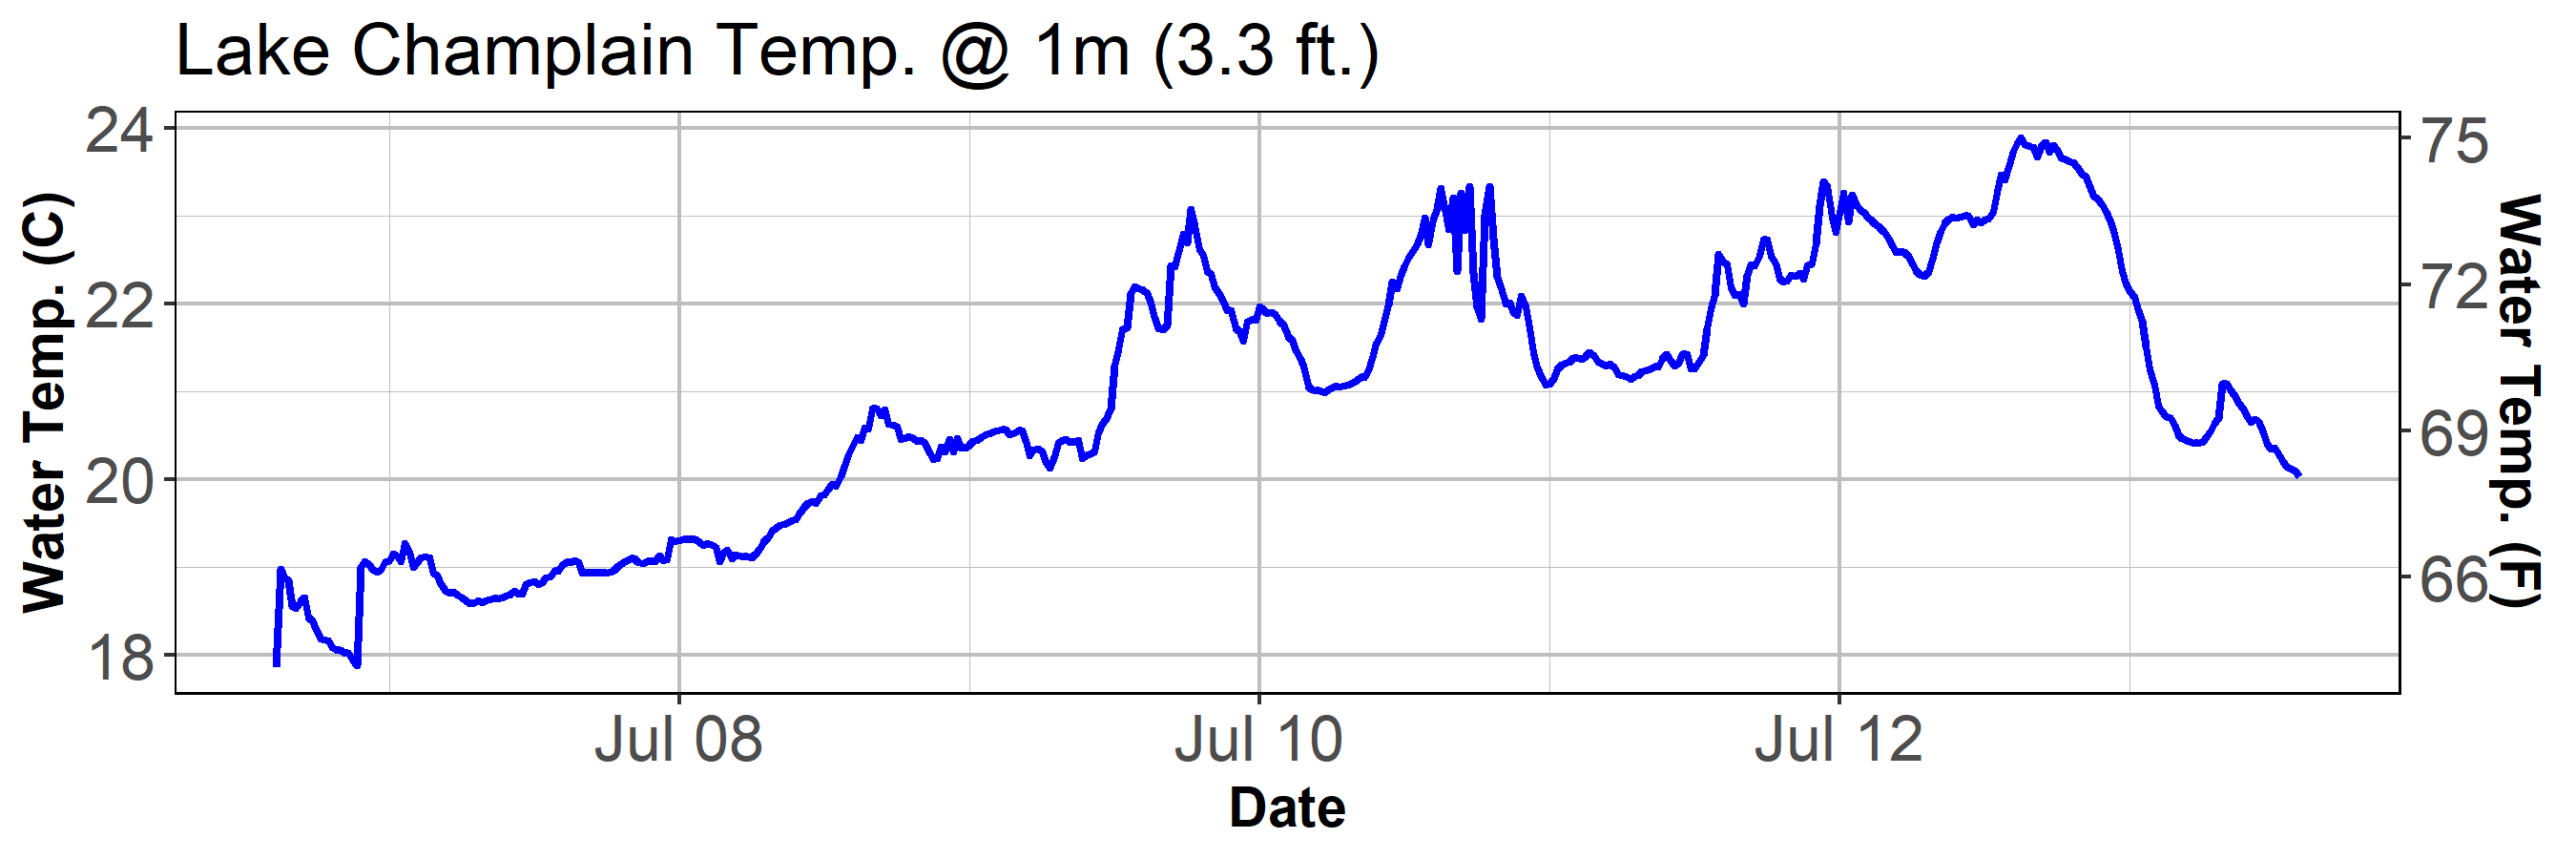 Lake Champlain Temp. @ 1m (3.3 ft.)
Water Temp. (C)
24
22
20
18
75
72
69
66
Water Temp. (F)
Jul 08
Jul 10
Jul 12
Date